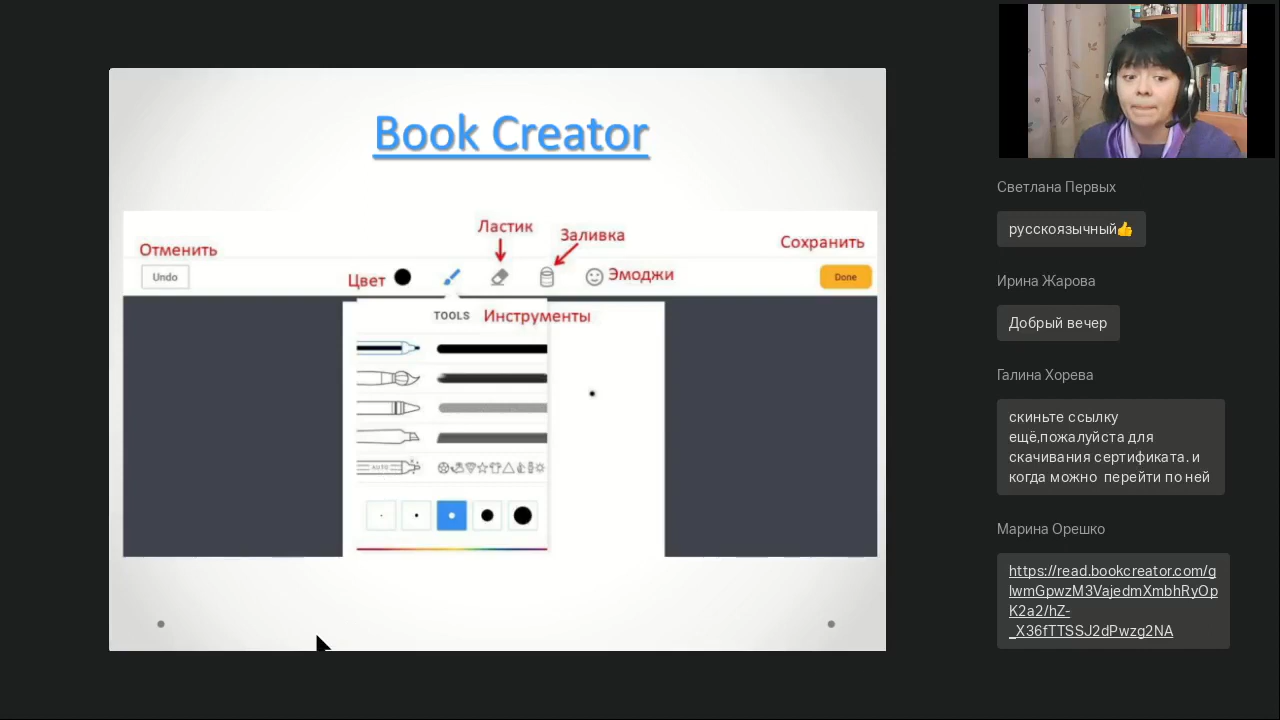 Book Creator
Отменить
Ластик
Заливка
Сохранить
Undo
Цвет
Эмоджи
Done
TOOLS
Инструменты
AUTO
Светлана Первых
русскоязычный👍
Ирина Жарова
Добрый вечер
Галина Хорева
скиньте ссылку
ещё,пожалуйста для
скачивания сертификата. и
когда можно перейти по ней
Марина Орешко
https://read.bookcreator.com/g
lwmGpwzM3VajedmXmbhRyOp
K2a2/hZ-
_X36fTTSSJ2dPwzg2NA